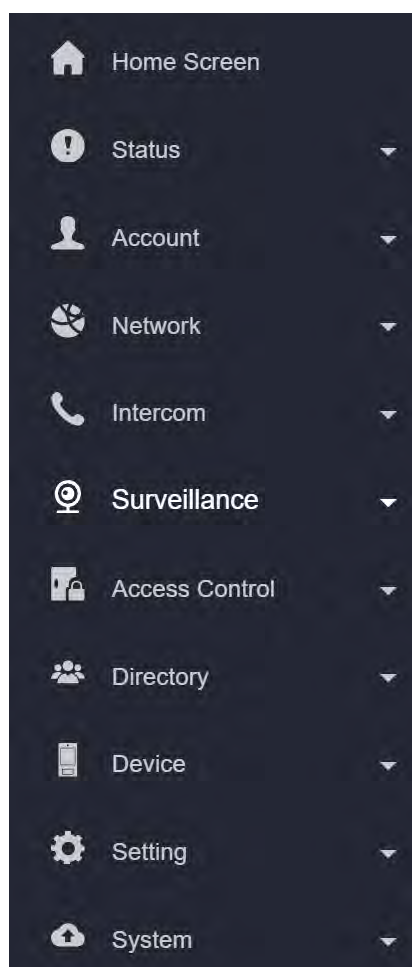 Home Screen
Status
Account
Network
Intercom
Surveillance
Access Control
Directory
Device
Setting
System